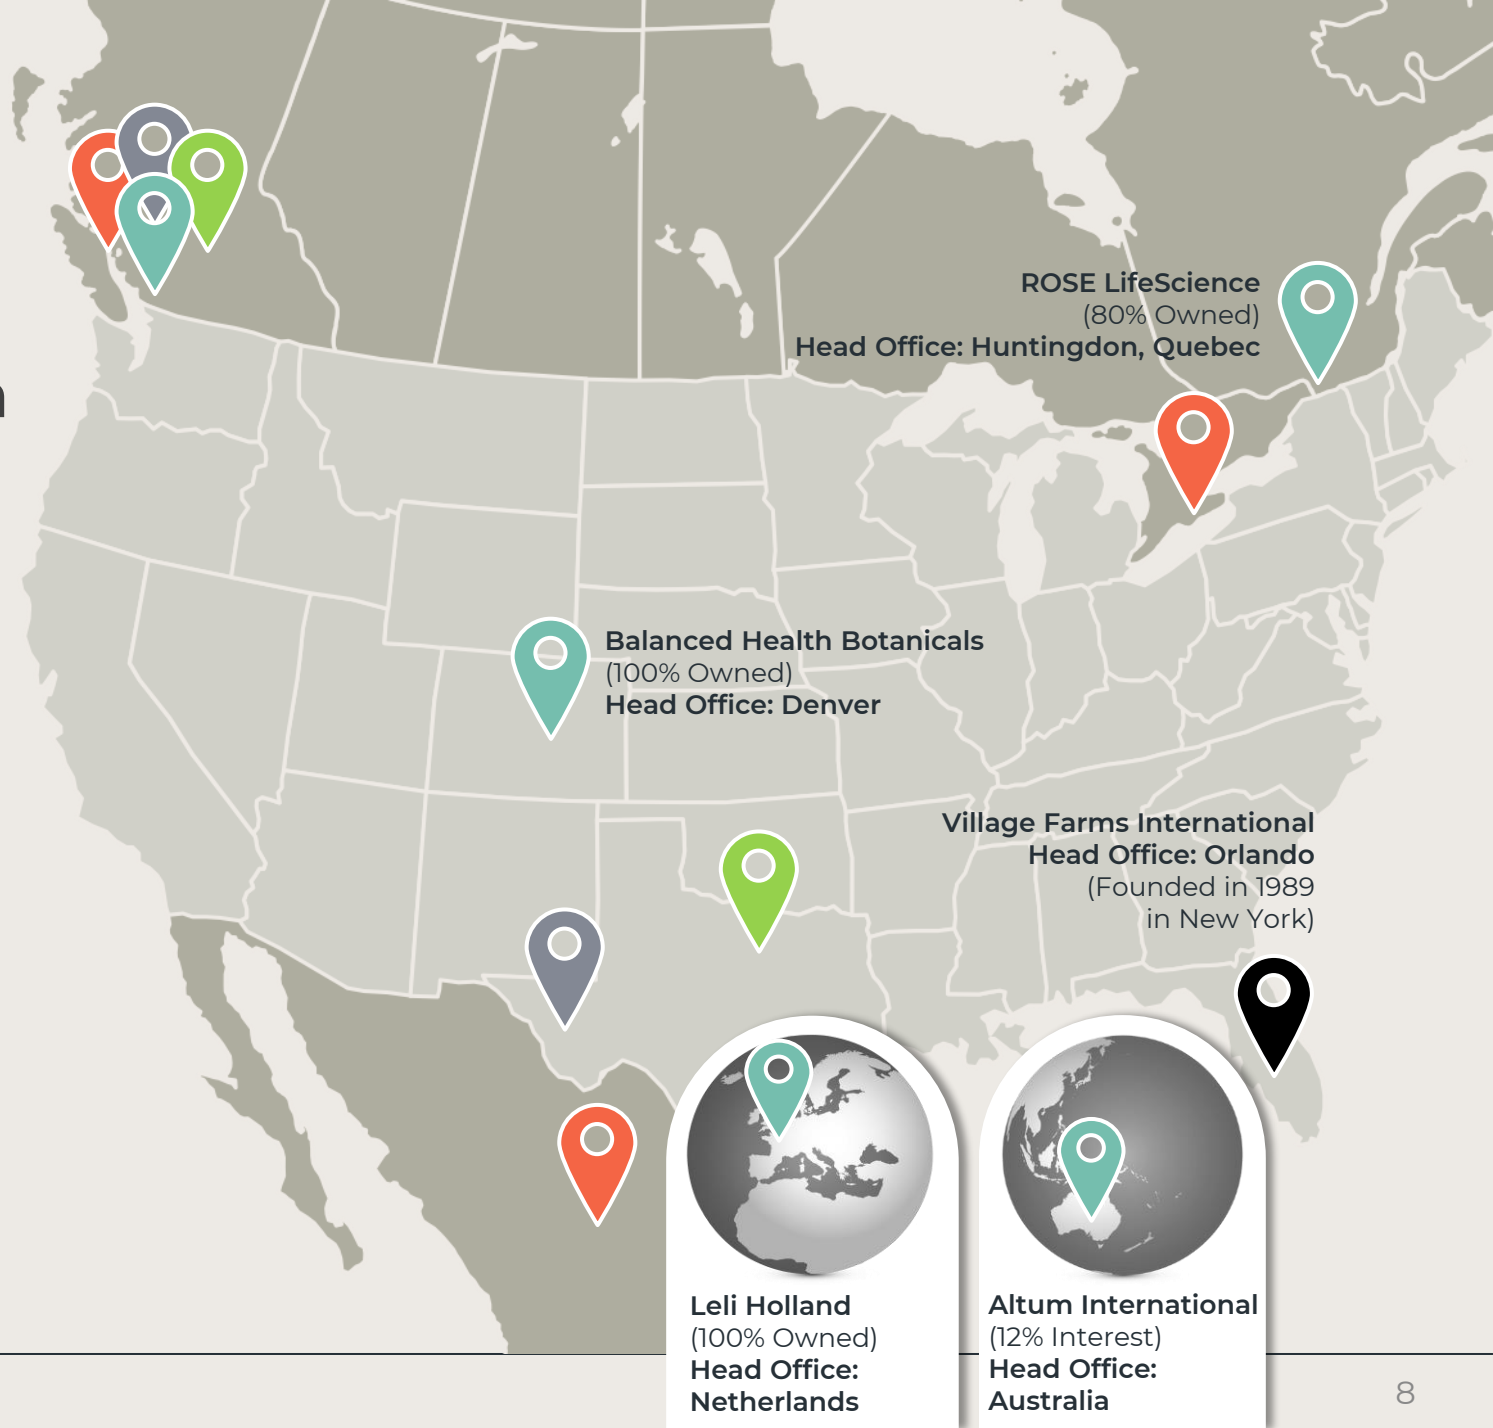 ROSE LifeScience
(80% Owned)
Head Office: Huntingdon, Quebec
Balanced Health Botanicals
(100% Owned)
Head Office: Denver
Village Farms International
Head Office: Orlando
(Founded in 1989
in New York)
Leli Holland
(100% Owned)
Head Office:
Netherlands
Altum International
(12% Interest)
Head Office:
Australia
8